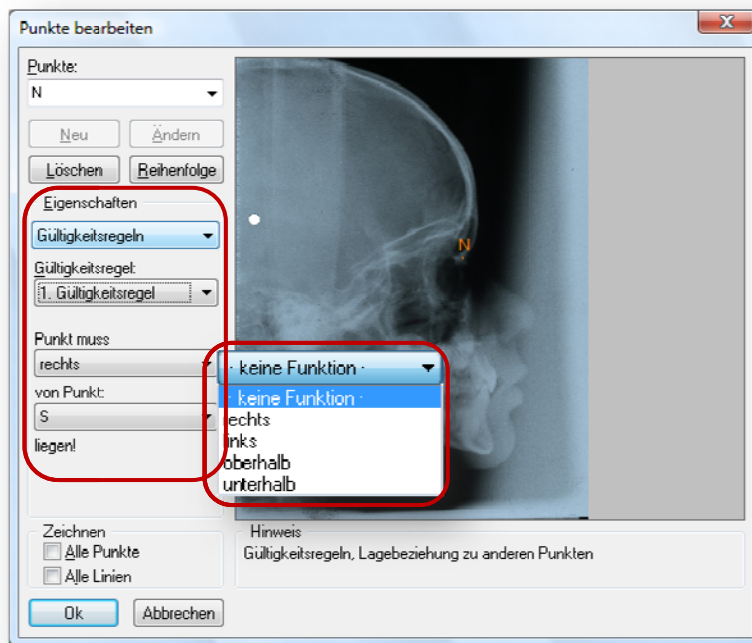 Punkte bearbeiten
Punkte:
N
Neu Ändern
Löschen Reihenfolge
Eigenschaften
Gültigkeitsregeln
Gültigkeitsregel:
1. Gültigkeitsregel
Punkt muss
rechts
von Punkt:
S
liegen!
N
- keine Funktion -
- keine Funktion -
rechts
links
oberhalb
unterhalb
Zeichnen
Alle Punkte
Alle Linien
Hinweis
Gültigkeitsregeln, Lagebeziehung zu anderen Punkten
Ok Abbrechen